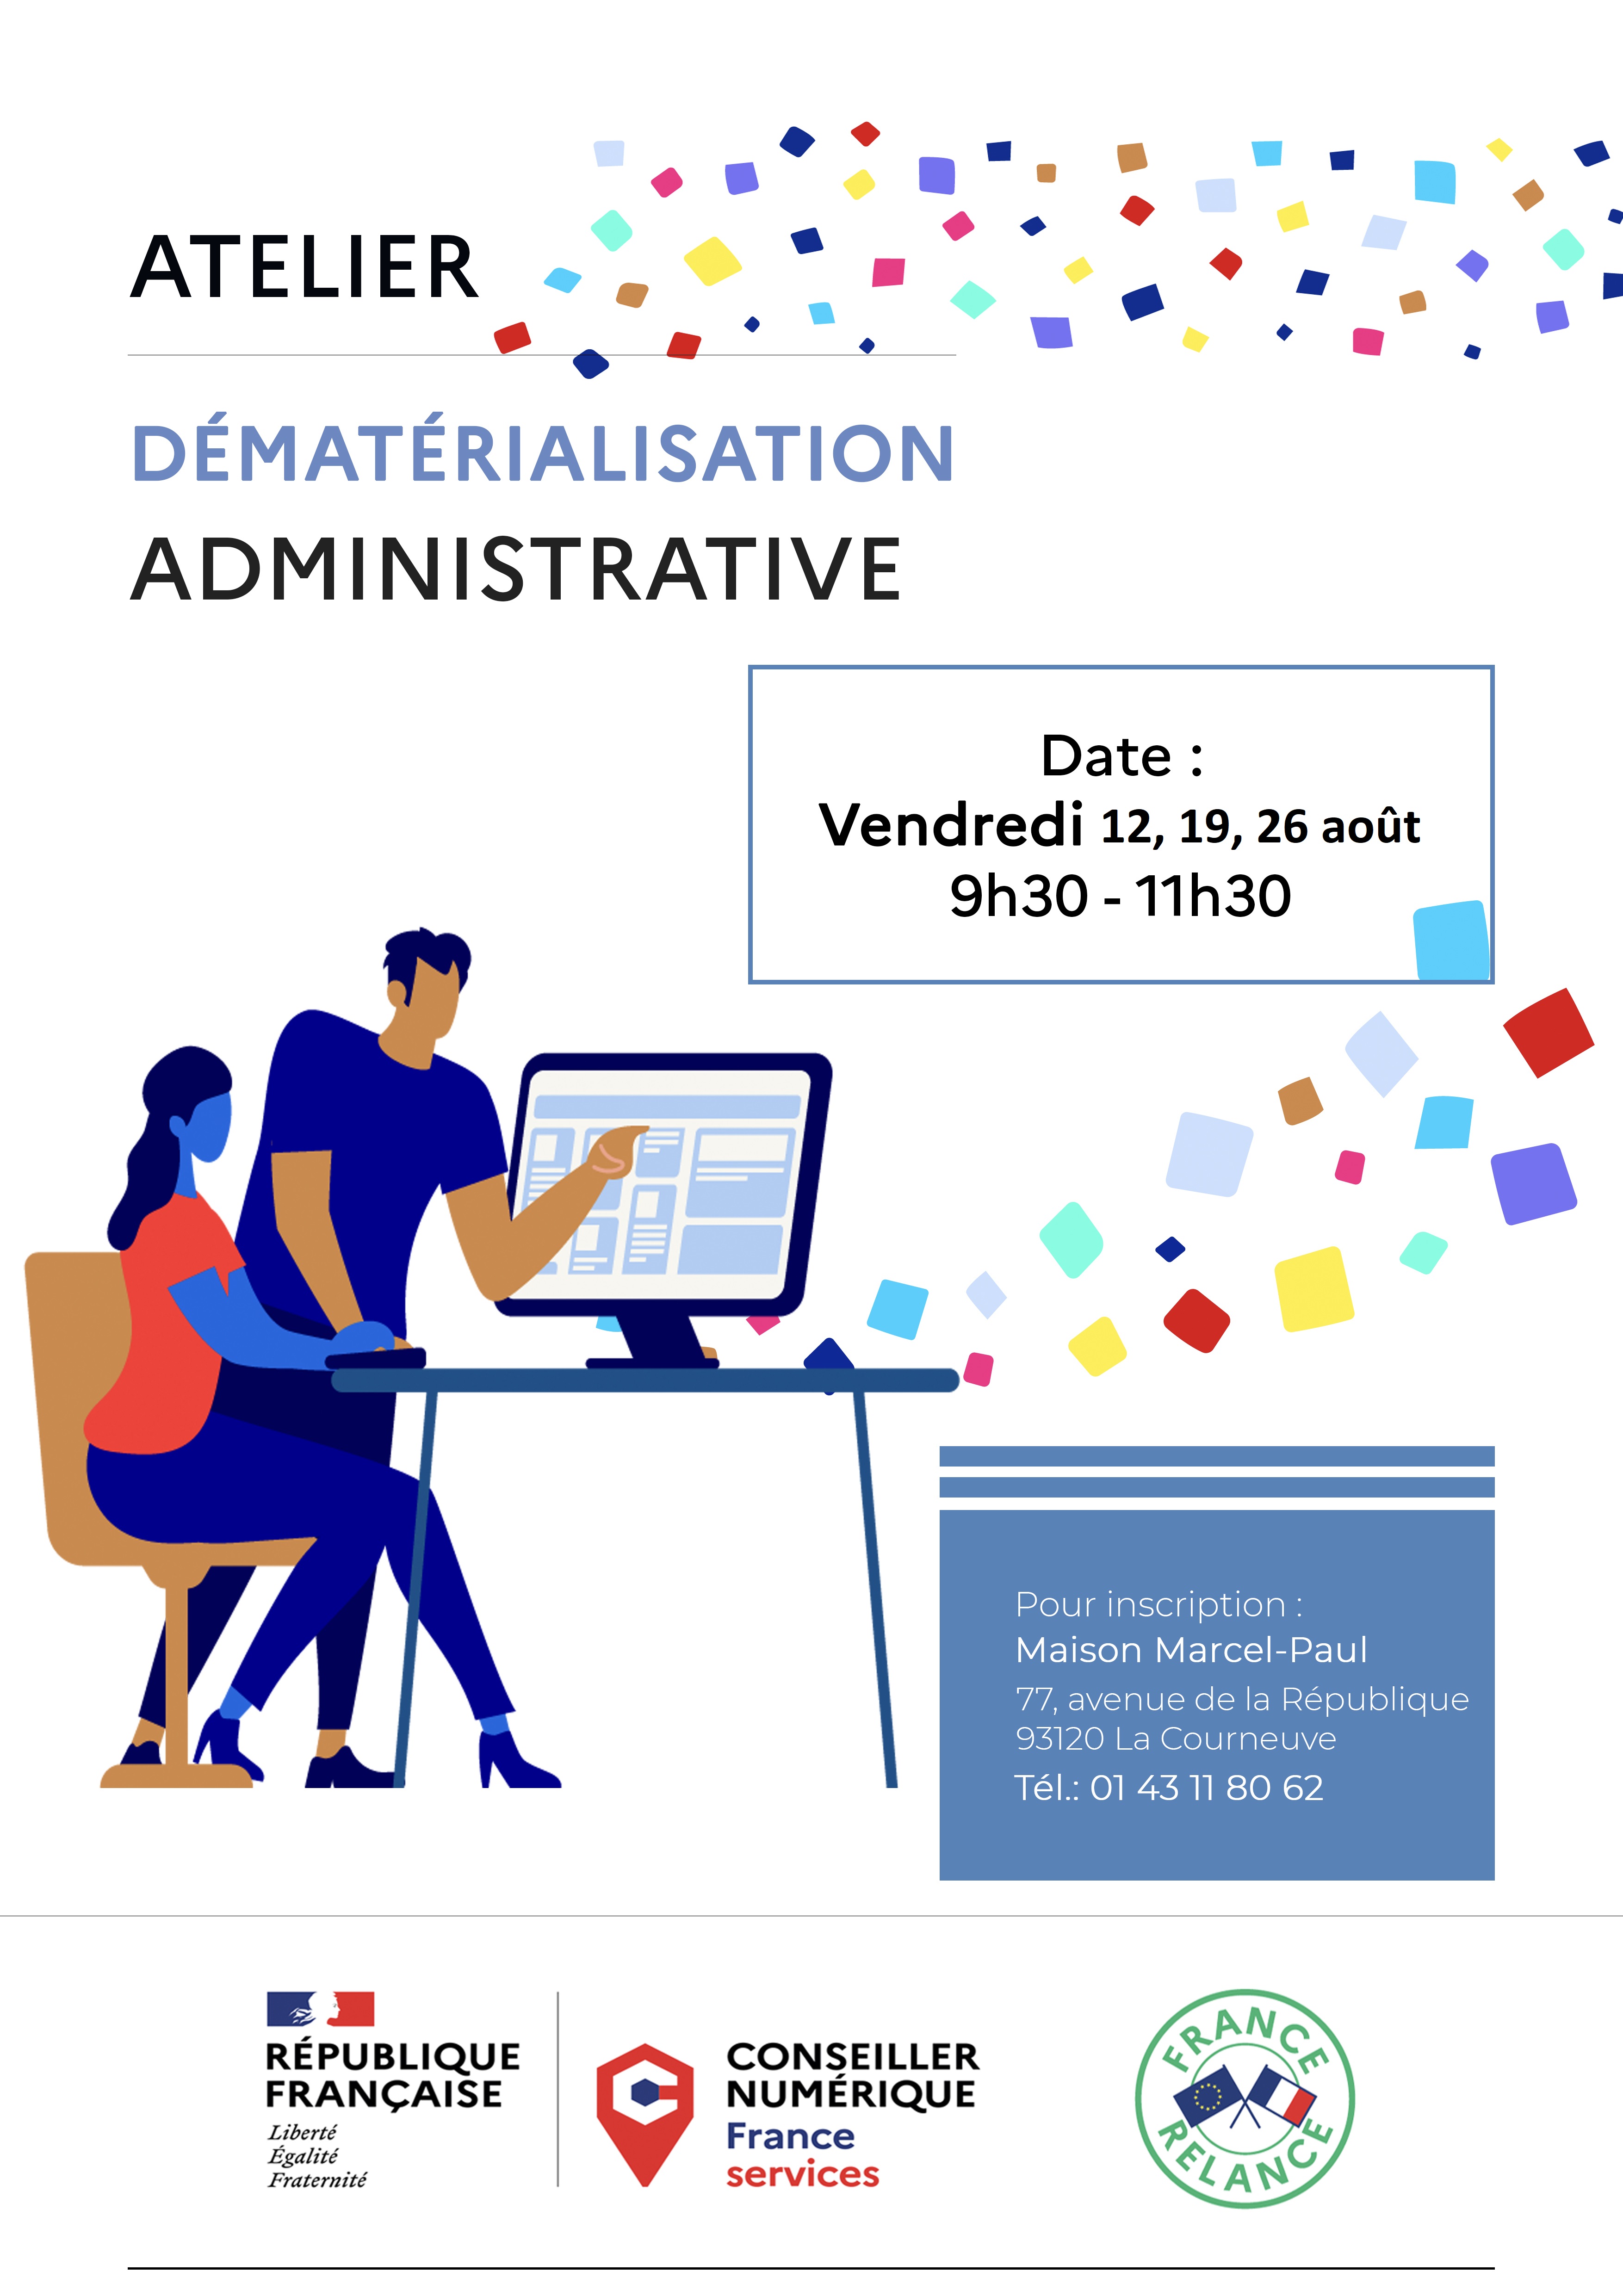 ATELIER
DÉMATÉRIALISATION
ADMINISTRATIVE
Date :
Vendredi 12, 19, 26 août
9h30 - 11h30
Pour inscription :
Maison Marcel-Paul
77, avenue de la République
93120 La Courneuve
Tél.: 01 43 11 80 62
RÉPUBLIQUE
FRANÇAISE
Liberté
Égalité
Fraternité
CONSEILLER
NUMÉRIQUE
France
services
FRANCE
RELANCE